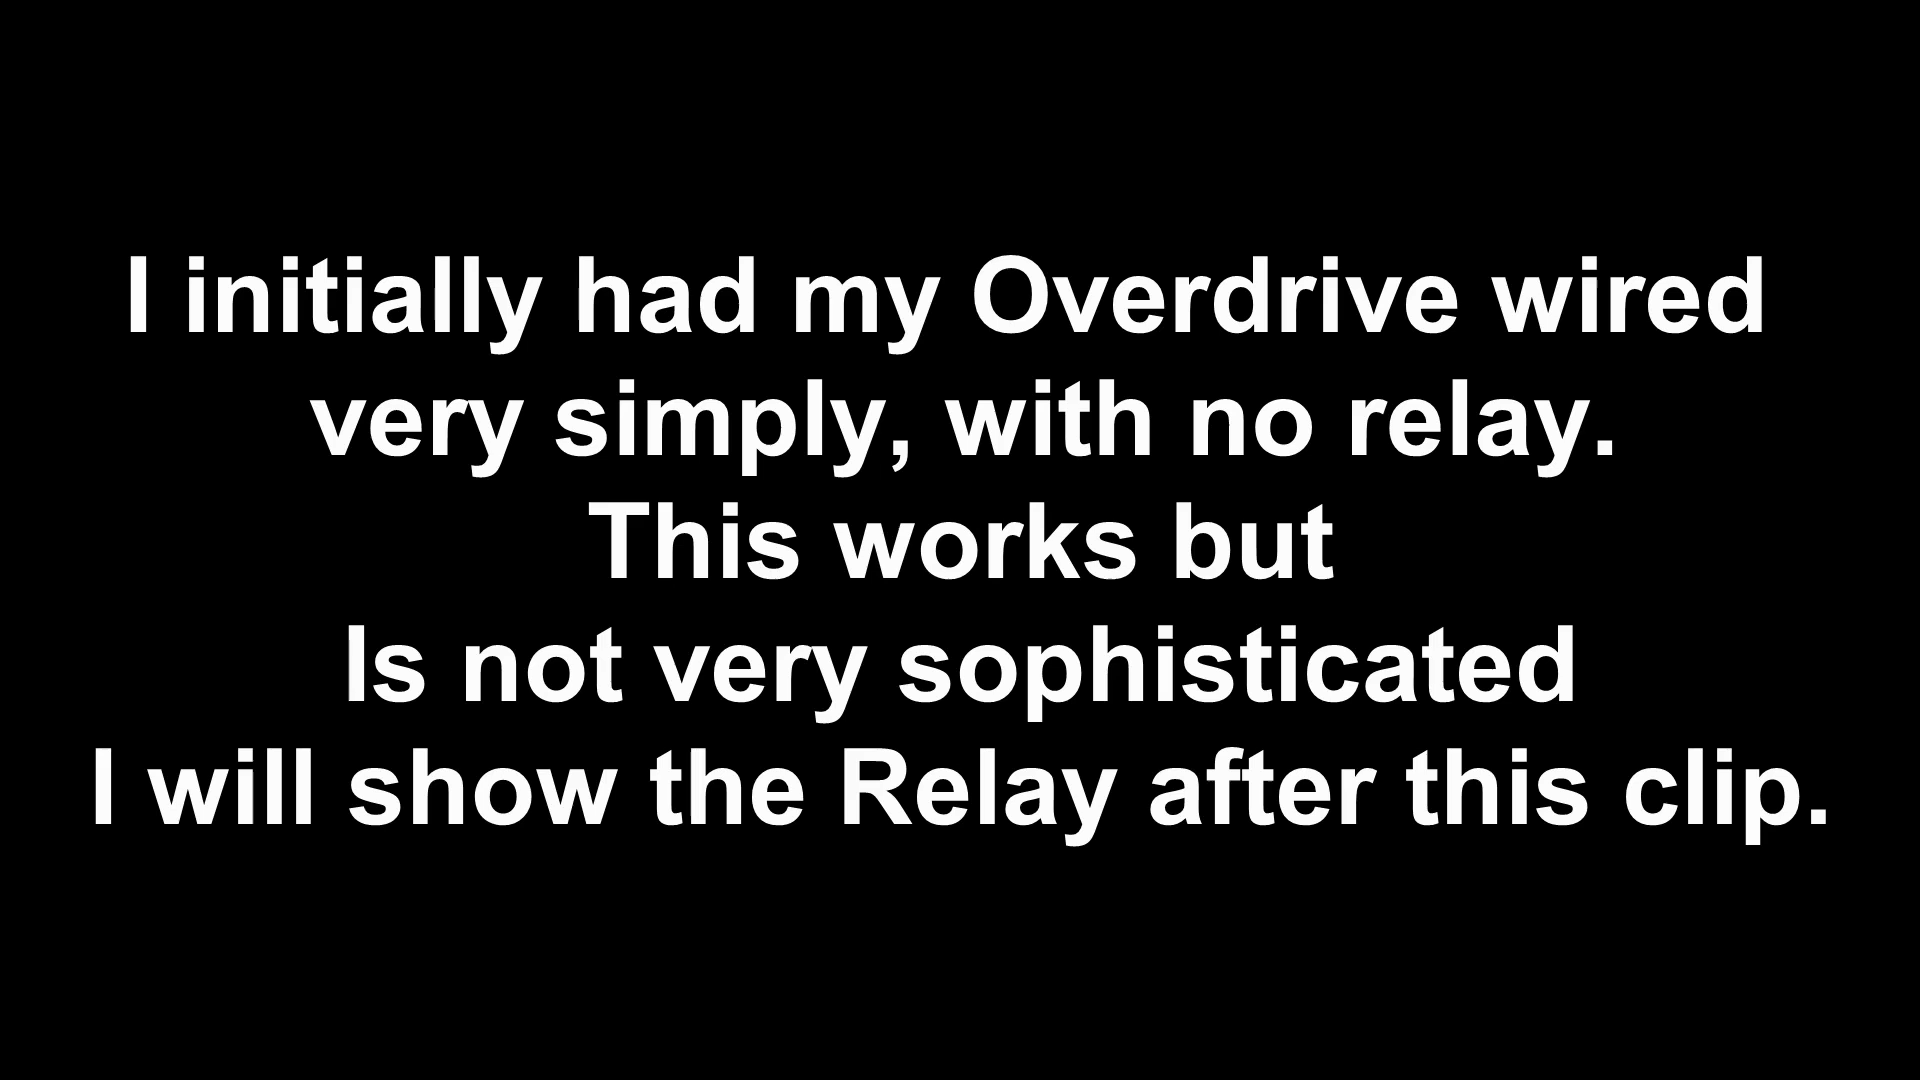 I initially had my Overdrive wired
very simply, with no relay.
This works but
Is not very sophisticated
I will show the Relay after this clip.